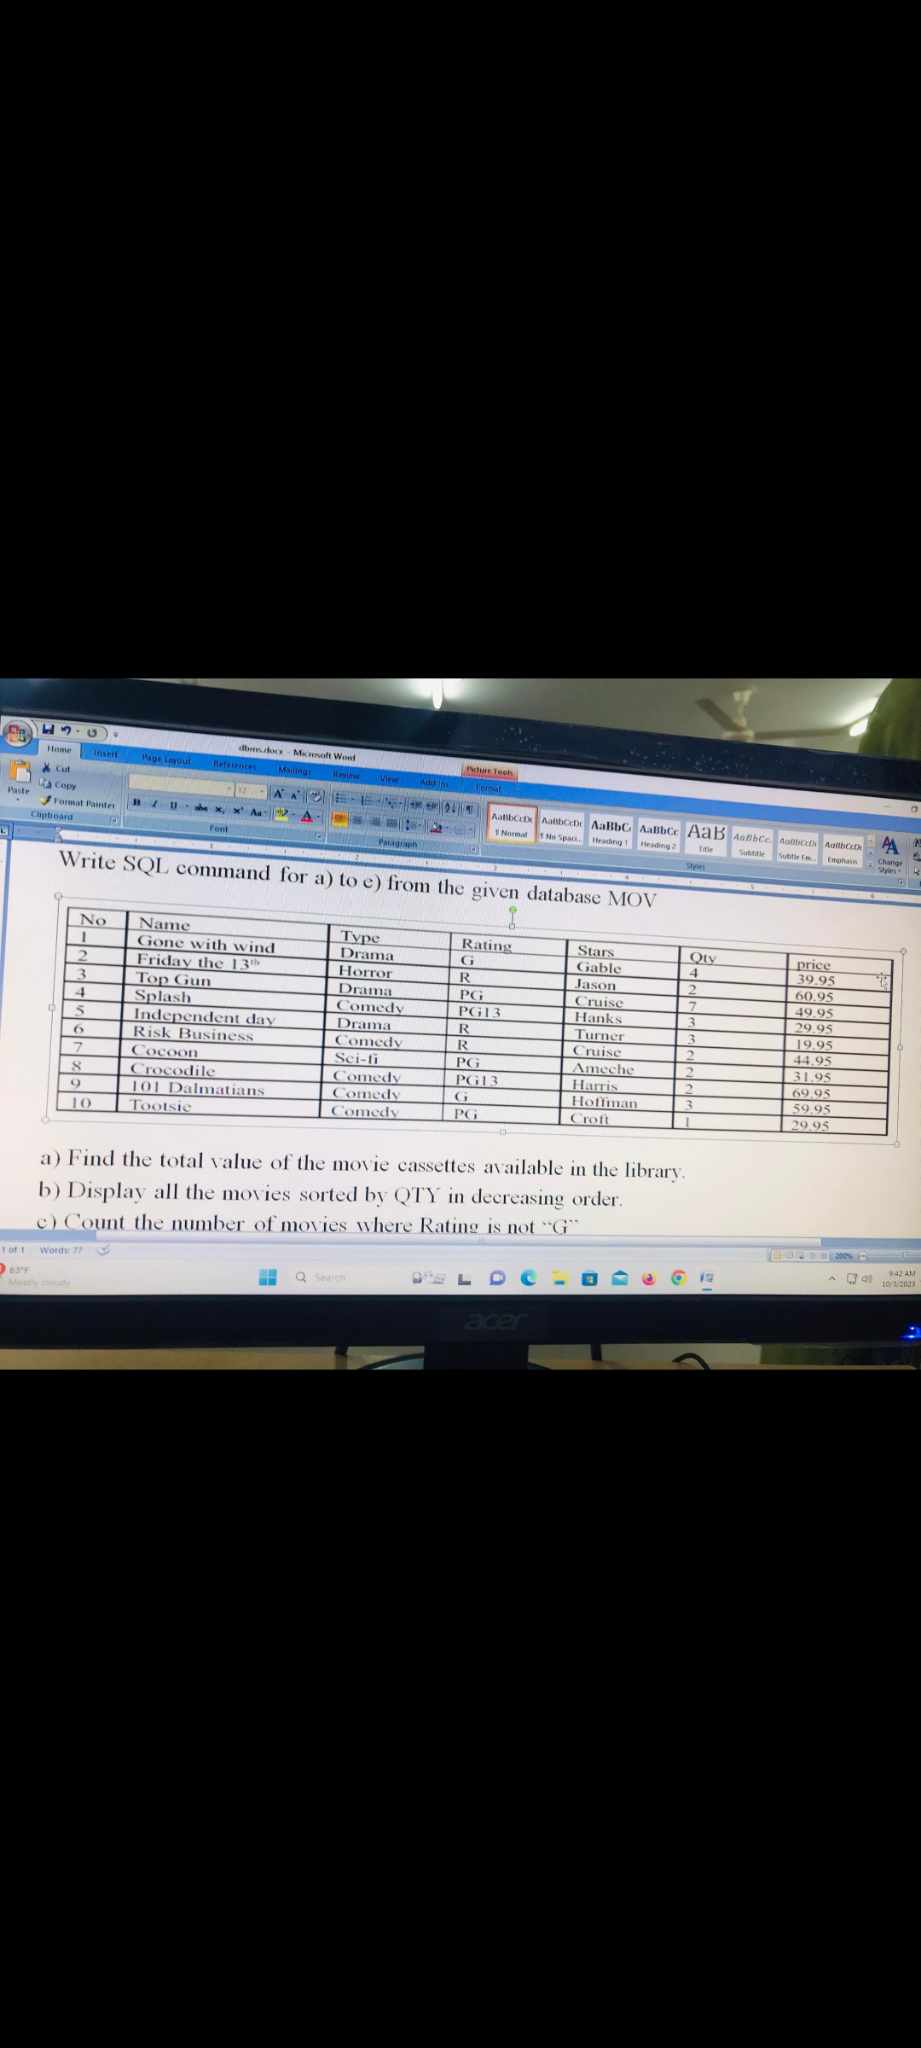 dbms.docx - Microsoft Word
Picture Tools
Home Insert Page Layout References Mailings Review View Add-Ins Format
Cut
Copy
Format Painter
Paste
12
AaBbCcDc AaBbCcDc AaBbC AaBbCc AaB AaBbCc. AaBbCcDc AaBbCcDc
Normal No Spaci... Heading 1 Heading 2 Title Subtitle Subtle Em... Emphasis Change Styles
Clipboard Font Paragraph Styles
Write SQL command for a) to e) from the given database MOV
No Name Type Rating Stars Qty price
1 Gone with wind Drama G Gable 4 39.95
2 Friday the 13th Horror R Jason 2 60.95
3 Top Gun Drama PG Cruise 7 49.95
4 Splash Comedy PG13 Hanks 3 29.95
5 Independent day Drama R Turner 3 19.95
6 Risk Business Comedy R Cruise 2 44.95
7 Cocoon Sci-fi PG Ameche 2 31.95
8 Crocodile Comedy PG13 Harris 2 69.95
9 101 Dalmatians Comedy G Hoffman 3 59.95
10 Tootsie Comedy PG Croft 1 29.95
a) Find the total value of the movie cassettes available in the library.
b) Display all the movies sorted by QTY in decreasing order.
c) Count the number of movies where Rating is not “G”
1 of 1 Words: 77 200%
63°F
Mostly cloudy
Search
9:42 AM
10/3/2023
acer